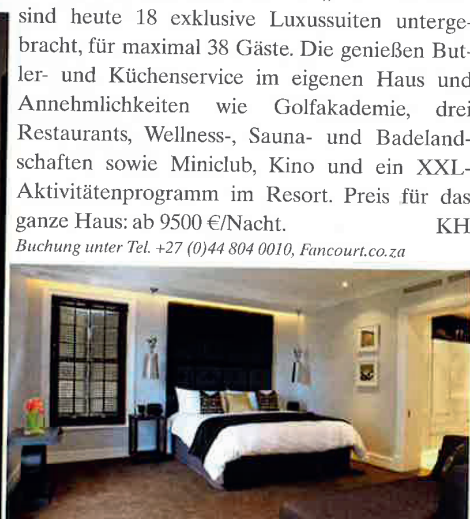 sind heute 18 exklusive Luxussuiten unterge-
bracht, für maximal 38 Gäste. Die genießen But-
ler- und Küchenservice im eigenen Haus und
Annehmlichkeiten wie Golfakademie, drei
Restaurants, Wellness-, Sauna- und Badeland-
schaften sowie Miniclub, Kino und ein XXL-
Aktivitätenprogramm im Resort. Preis für das
ganze Haus: ab 9500 €/Nacht. KH
Buchung unter Tel. +27 (0)44 804 0010, Fancourt.co.za